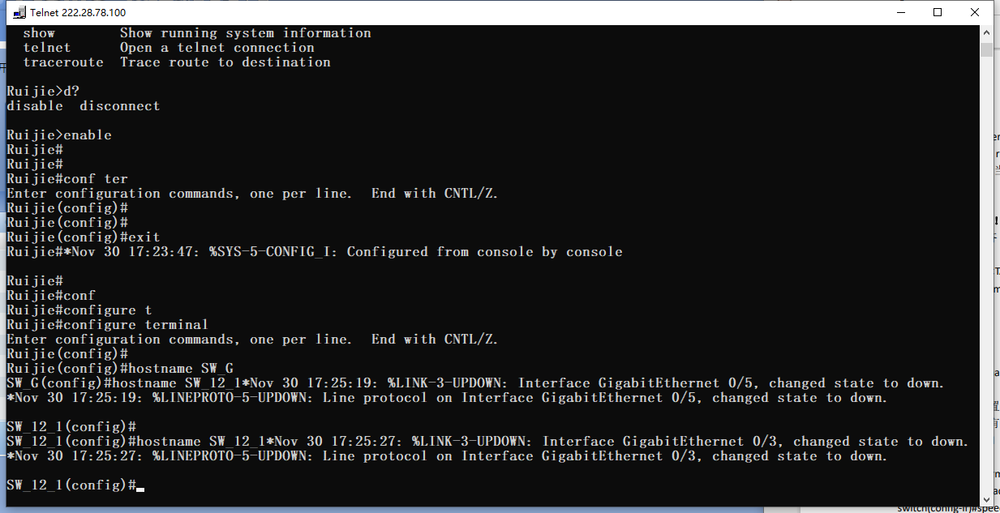 Telnet 222.28.78.100
show        Show running system information
telnet      Open a telnet connection
traceroute  Trace route to destination
Ruijie>d?
disable  disconnect
Ruijie>enable
Ruijie#
Ruijie#
Ruijie#conf ter
Enter configuration commands, one per line.  End with CNTL/Z.
Ruijie(config)#
Ruijie(config)#
Ruijie(config)#exit
Ruijie#*Nov 30 17:23:47: %SYS-5-CONFIG_I: Configured from console by console
Ruijie#
Ruijie#conf
Ruijie#configure t
Ruijie#configure terminal
Enter configuration commands, one per line.  End with CNTL/Z.
Ruijie(config)#
Ruijie(config)#hostname SW_G
SW_G(config)#hostname SW_12_1*Nov 30 17:25:19: %LINK-3-UPDOWN: Interface GigabitEthernet 0/5, changed state to down.
*Nov 30 17:25:19: %LINEPROTO-5-UPDOWN: Line protocol on Interface GigabitEthernet 0/5, changed state to down.
SW_12_1(config)#
SW_12_1(config)#hostname SW_12_1*Nov 30 17:25:27: %LINK-3-UPDOWN: Interface GigabitEthernet 0/3, changed state to down.
*Nov 30 17:25:27: %LINEPROTO-5-UPDOWN: Line protocol on Interface GigabitEthernet 0/3, changed state to down.
SW_12_1(config)#